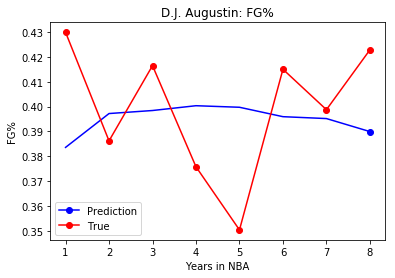 D.J. Augustin: FG%
0.43
0.42
0.41
0.40
0.39
0.38
0.37
0.36
0.35
FG%
Prediction
True
1 2 3 4 5 6 7 8
Years in NBA